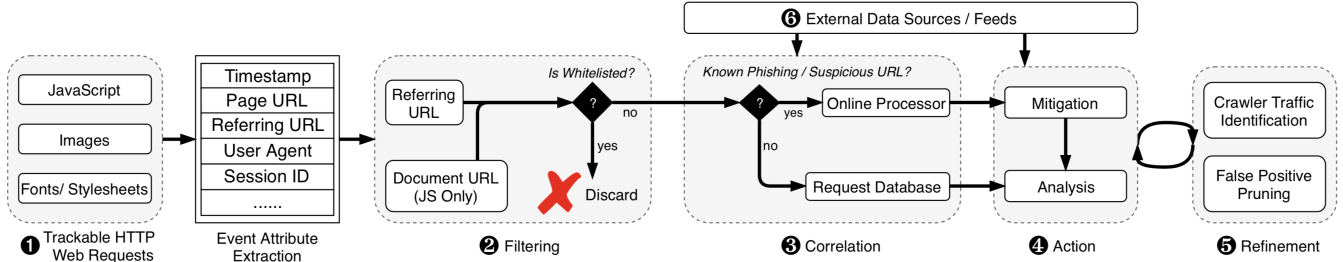 ❻ External Data Sources / Feeds
JavaScript
Images
Fonts/ Stylesheets
❶ Trackable HTTP
Web Requests
Timestamp
Page URL
Referring URL
User Agent
Session ID
......
Event Attribute
Extraction
Is Whitelisted?
Referring
URL
?
no
yes
Document URL
(JS Only)
Discard
❷ Filtering
Known Phishing / Suspicious URL?
?
yes
Online Processor
no
Request Database
❸ Correlation
Mitigation
Analysis
❹ Action
Crawler Traffic
Identification
False Positive
Pruning
❺ Refinement